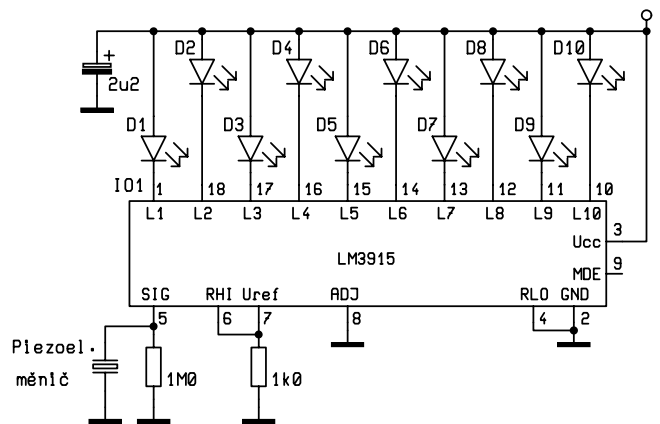 D2 D4 D6 D8 D10
+
2u2
D1 D3 D5 D7 D9
IO1 1 18 17 16 15 14 13 12 11 10
L1 L2 L3 L4 L5 L6 L7 L8 L9 L10
3
Ucc
LM3915
9
MDE
SIG RHI Uref ADJ RLO GND
5 6 7 8 4 2
Piezoel.
měnič
1M0 1k0